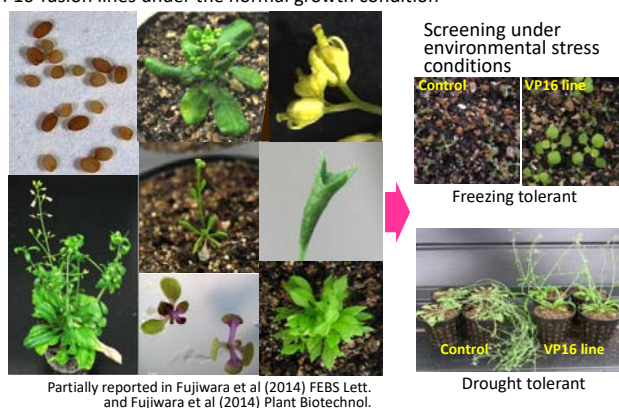 fusion lines under the normal growth condition
Screening under
environmental stress
conditions
Control
VP16 line
Freezing tolerant
Control
VP16 line
Drought tolerant
Partially reported in Fujiwara et al (2014) FEBS Lett.
and Fujiwara et al (2014) Plant Biotechnol.